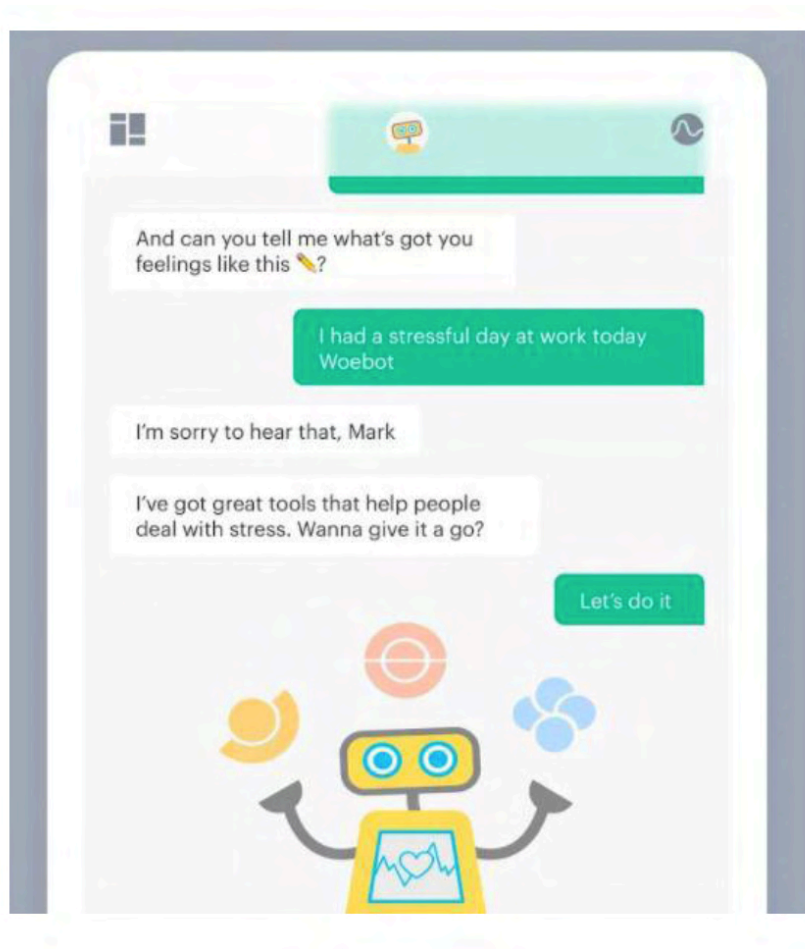 And can you tell me what's got you
feelings like this ✏️?
I had a stressful day at work today
Woebot
I'm sorry to hear that, Mark
I've got great tools that help people
deal with stress. Wanna give it a go?
Let's do it